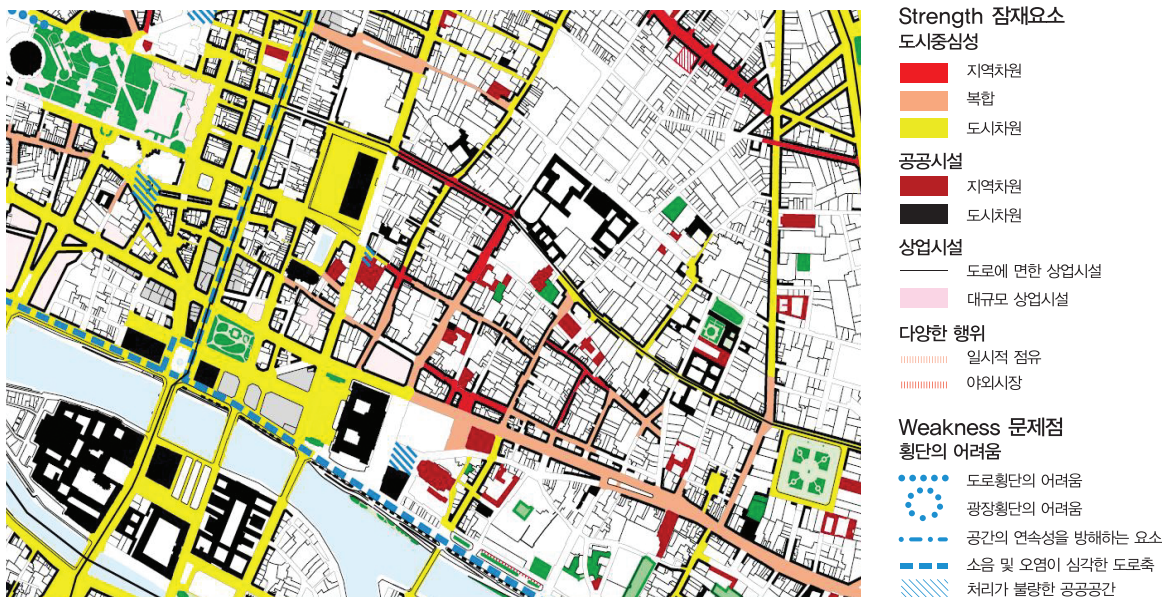 Strength 잠재요소
도시중심성
지역차원
복합
도시차원
공공시설
지역차원
도시차원
상업시설
도로에 면한 상업시설
대규모 상업시설
다양한 행위
일시적 점유
야외시장
Weakness 문제점
횡단의 어려움
도로횡단의 어려움
광장횡단의 어려움
공간의 연속성을 방해하는 요소
소음 및 오염이 심각한 도로축
처리가 불량한 공공공간